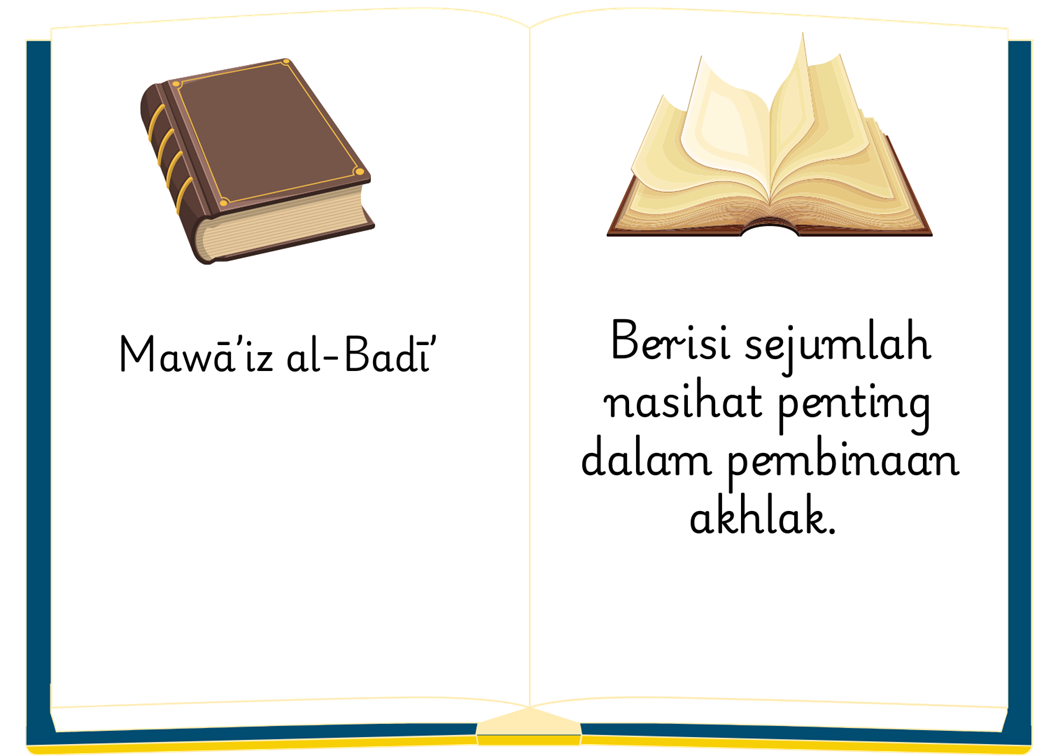 Mawā’iz al-Badī’
Berisi sejumlah
nasihat penting
dalam pembinaan
akhlak.